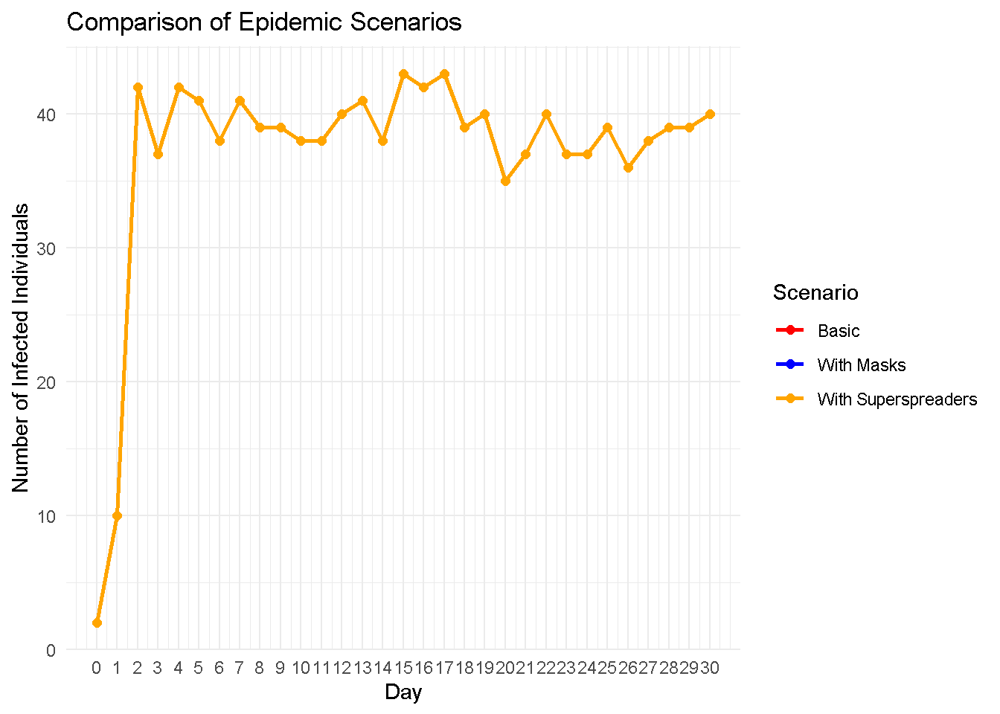 Comparison of Epidemic Scenarios
Number of Infected Individuals
40
30
20
10
0
0 1 2 3 4 5 6 7 8 9 10 11 12 13 14 15 16 17 18 19 20 21 22 23 24 25 26 27 28 29 30
Day
Scenario
Basic
With Masks
With Superspreaders